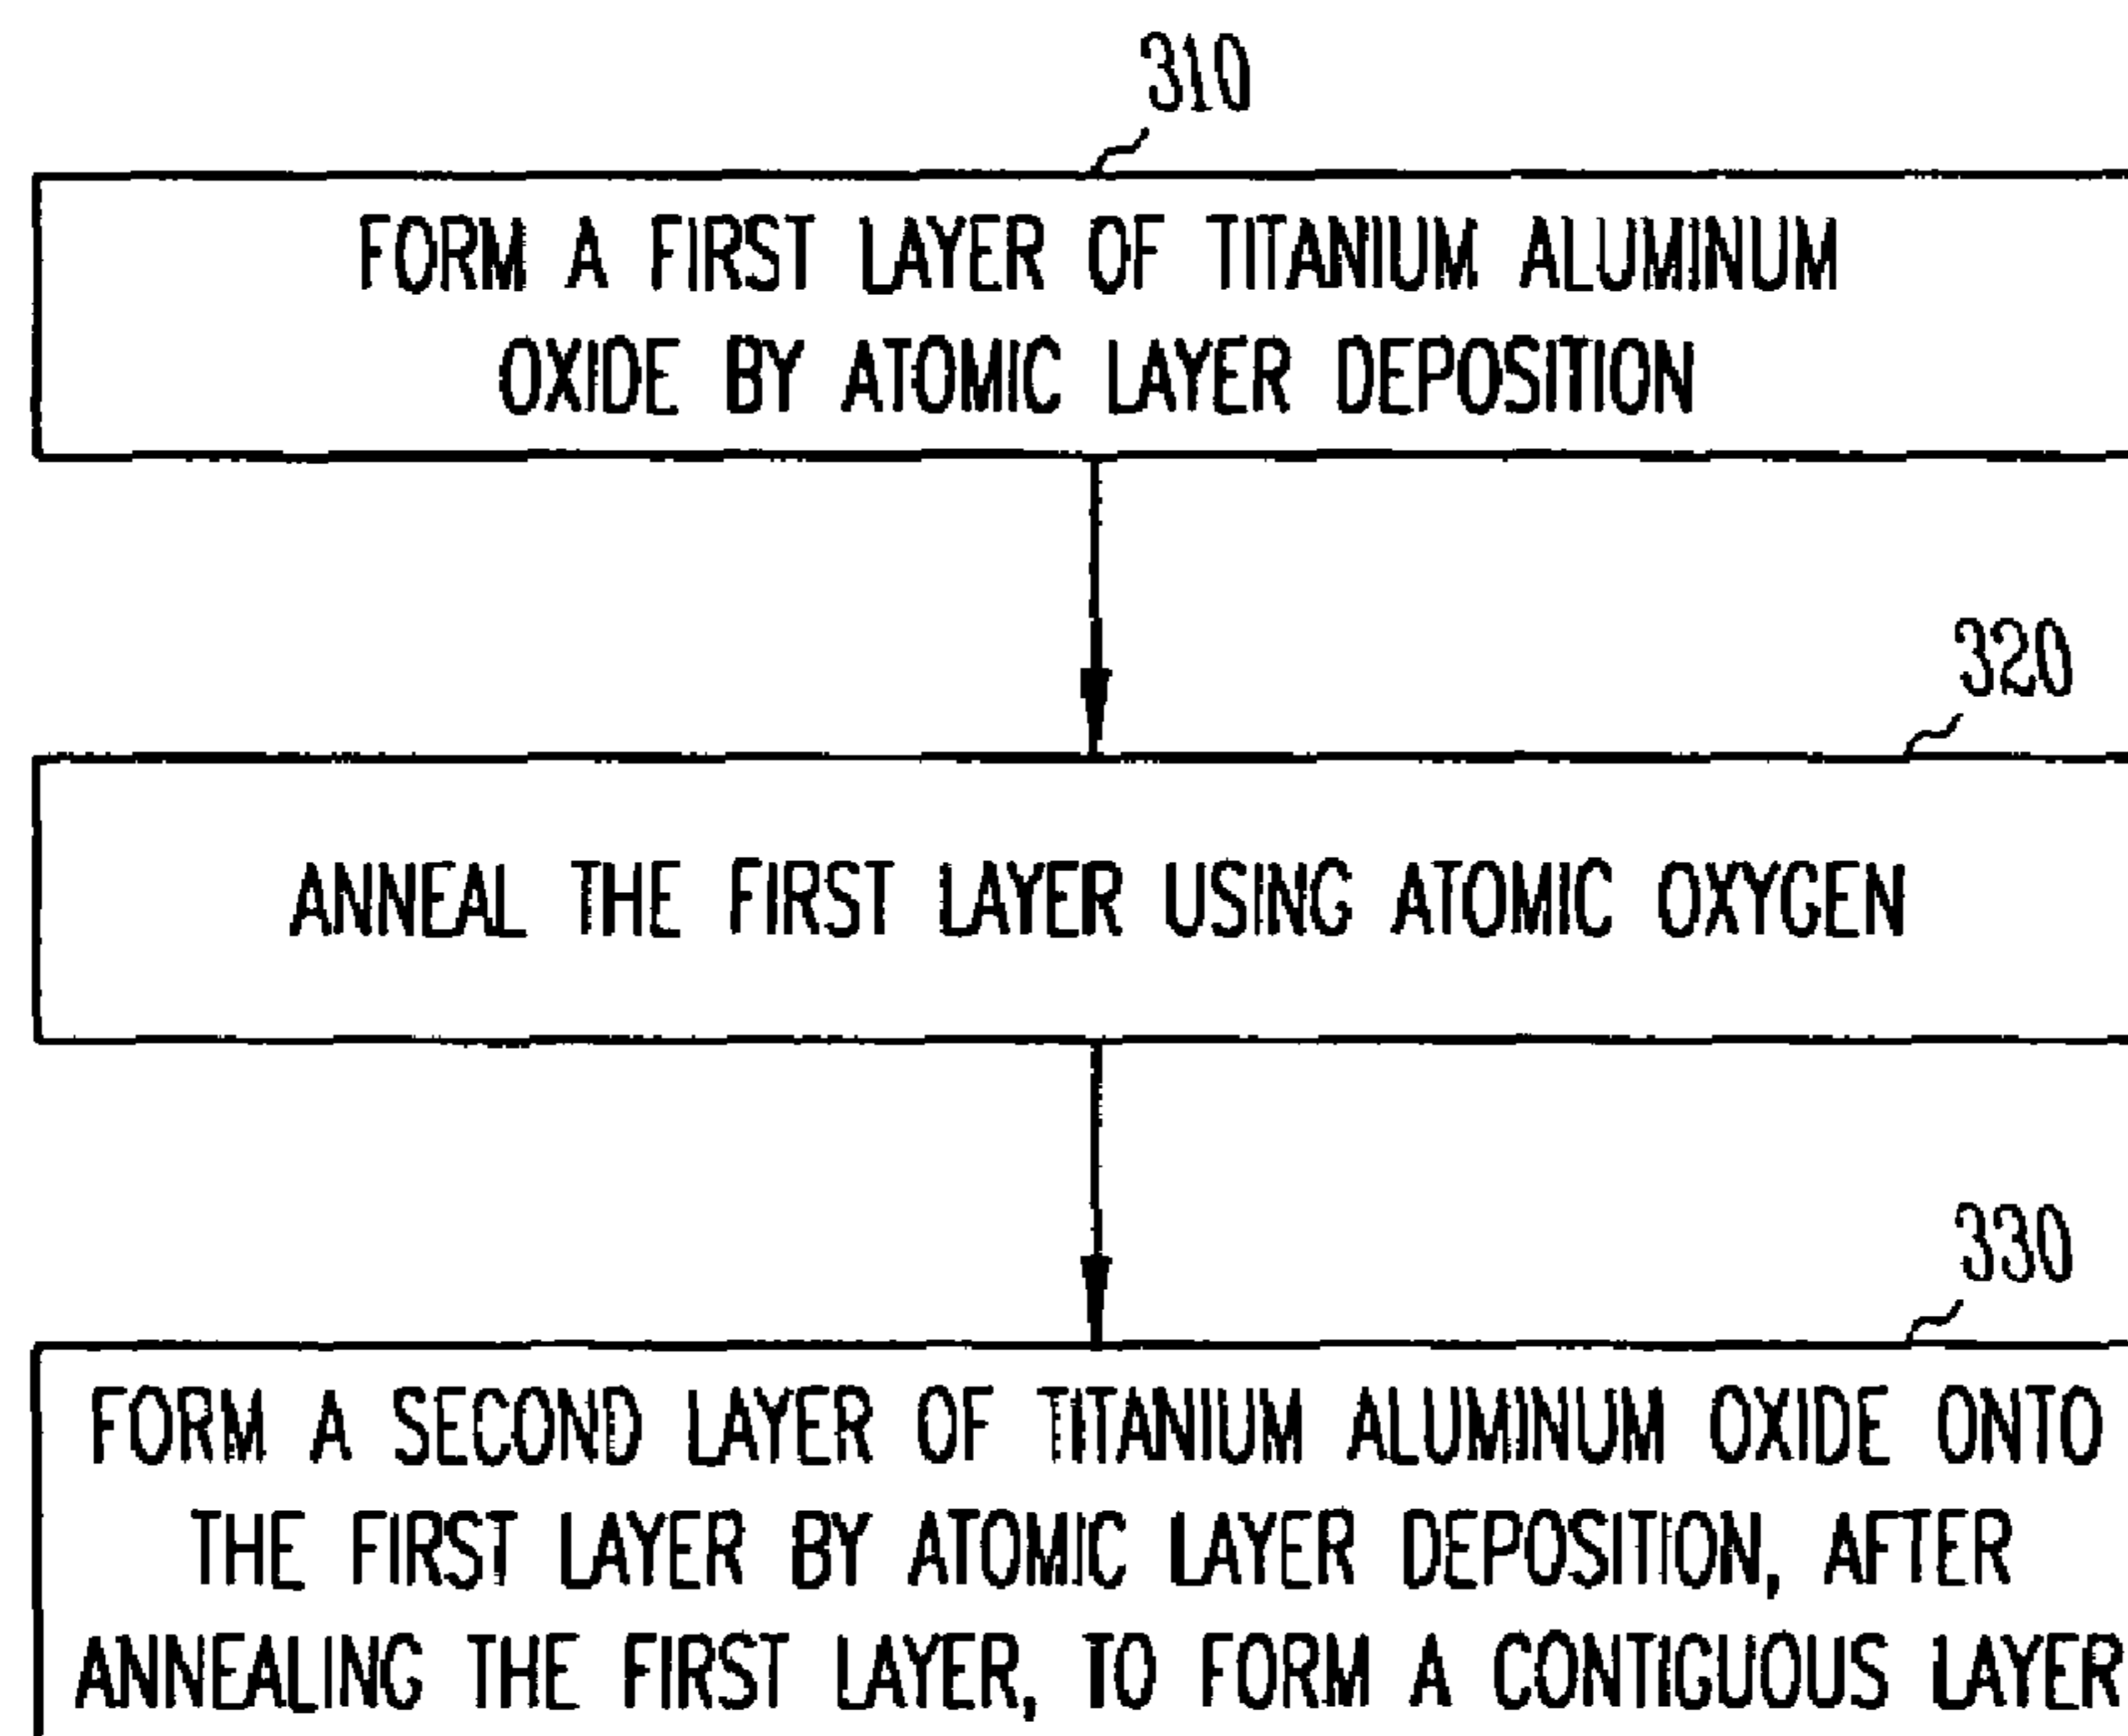 310
FORM A FIRST LAYER OF TITANIUM ALUMINUM
OXIDE BY ATOMIC LAYER DEPOSITION
320
ANNEAL THE FIRST LAYER USING ATOMIC OXYGEN
330
FORM A SECOND LAYER OF TITANIUM ALUMINUM OXIDE ONTO
THE FIRST LAYER BY ATOMIC LAYER DEPOSITION, AFTER
ANNEALING THE FIRST LAYER, TO FORM A CONTIGUOUS LAYER